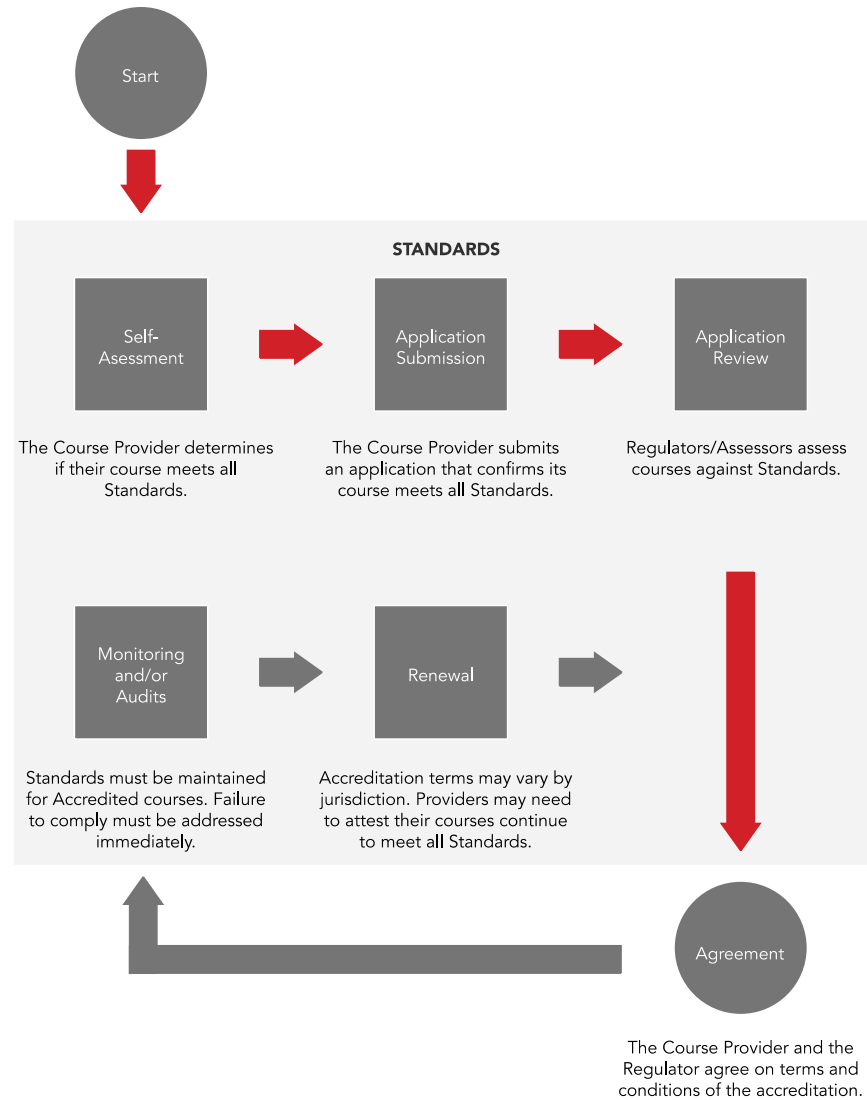 Start
STANDARDS
Self-
Asessment
The Course Provider determines
if their course meets all
Standards.
Application
Submission
The Course Provider submits
an application that confirms its
course meets all Standards.
Application
Review
Regulators/Assessors assess
courses against Standards.
Monitoring
and/or
Audits
Standards must be maintained
for Accredited courses. Failure
to comply must be addressed
immediately.
Renewal
Accreditation terms may vary by
jurisdiction. Providers may need
to attest their courses continue
to meet all Standards.
Agreement
The Course Provider and the
Regulator agree on terms and
conditions of the accreditation.